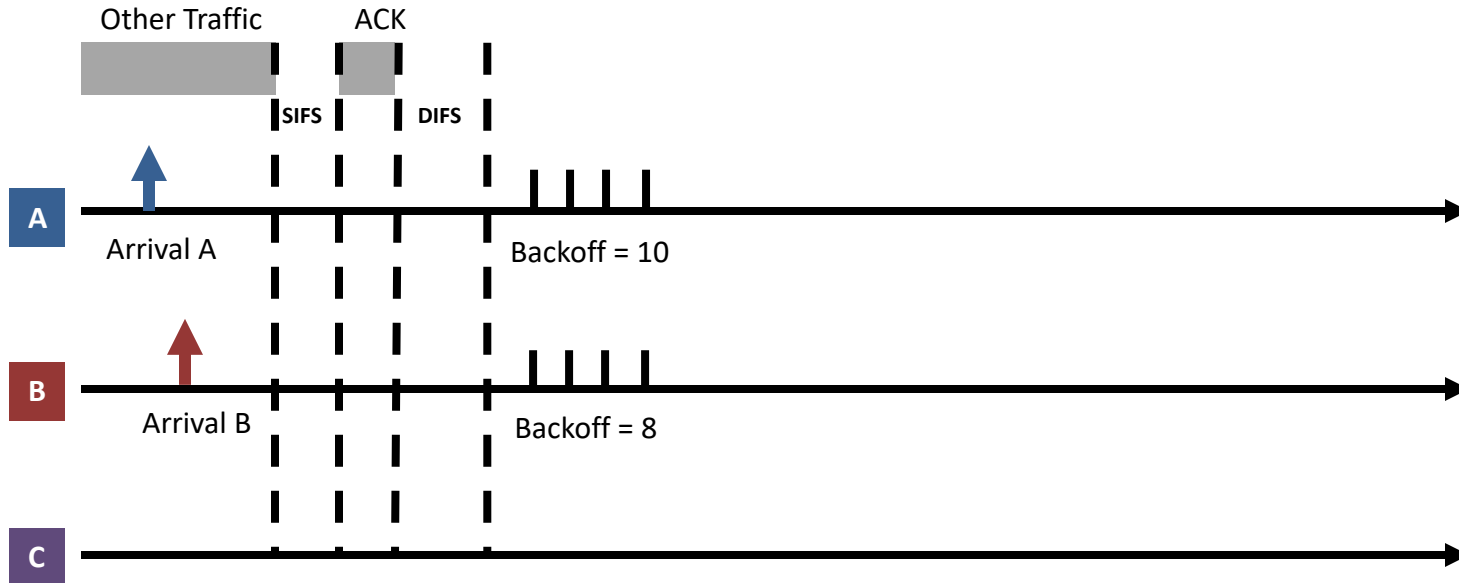 Other Traffic
ACK
SIFS
DIFS
A
Arrival A
Backoff = 10
B
Arrival B
Backoff = 8
C